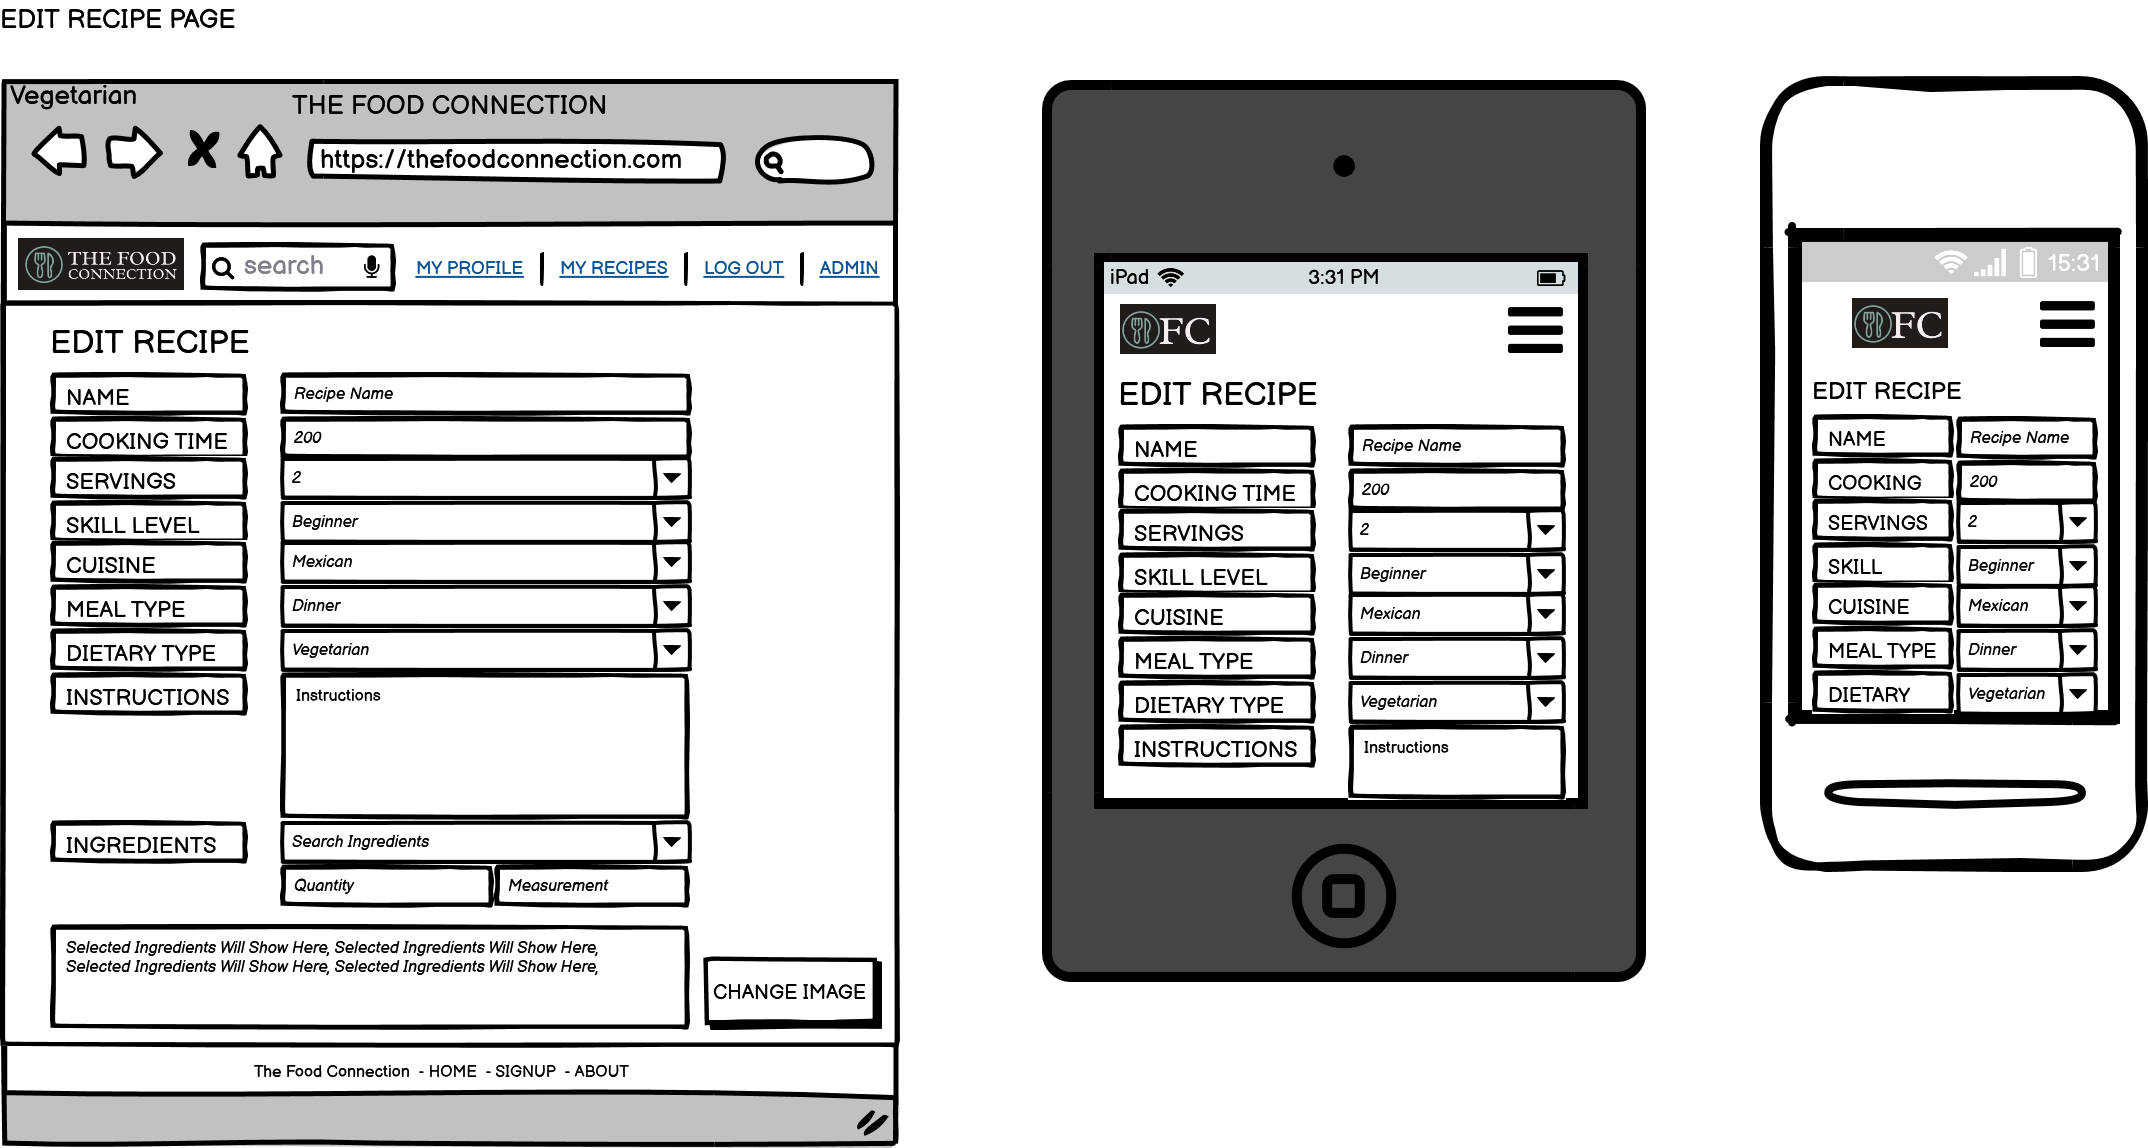 EDIT RECIPE PAGE
Vegetarian
THE FOOD CONNECTION
https://thefoodconnection.com
THE FOOD
CONNECTION
search
MY PROFILE
MY RECIPES
LOG OUT
ADMIN
EDIT RECIPE
NAME
Recipe Name
COOKING TIME
200
SERVINGS
2
SKILL LEVEL
Beginner
CUISINE
Mexican
MEAL TYPE
Dinner
DIETARY TYPE
Vegetarian
INSTRUCTIONS
Instructions
INGREDIENTS
Search Ingredients
Quantity
Measurement
Selected Ingredients Will Show Here, Selected Ingredients Will Show Here,
Selected Ingredients Will Show Here, Selected Ingredients Will Show Here,
CHANGE IMAGE
The Food Connection - HOME - SIGNUP - ABOUT
iPad
3:31 PM
FC
EDIT RECIPE
NAME
Recipe Name
COOKING TIME
200
SERVINGS
2
SKILL LEVEL
Beginner
CUISINE
Mexican
MEAL TYPE
Dinner
DIETARY TYPE
Vegetarian
INSTRUCTIONS
Instructions
15:31
FC
EDIT RECIPE
NAME
Recipe Name
COOKING
200
SERVINGS
2
SKILL
Beginner
CUISINE
Mexican
MEAL TYPE
Dinner
DIETARY
Vegetarian